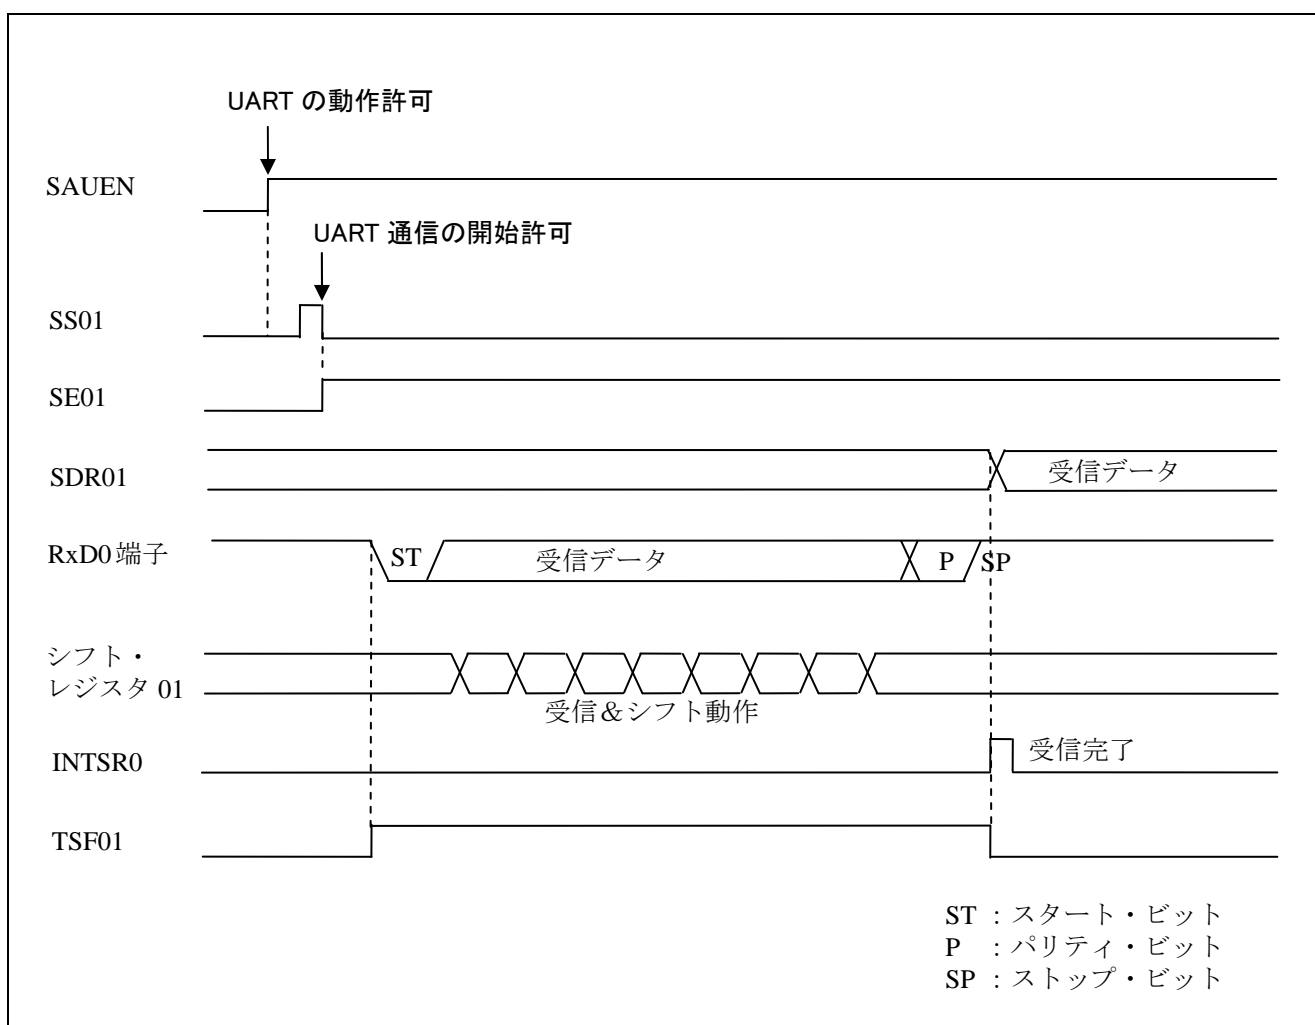 UART の動作許可
SAUEN
UART 通信の開始許可
SS01
SE01
SDR01
受信データ
RxD0 端子
ST
受信データ
P
SP
シフト・
レジスタ 01
受信＆シフト動作
INTSR0
受信完了
TSF01
ST ：スタート・ビット
P ：パリティ・ビット
SP ：ストップ・ビット